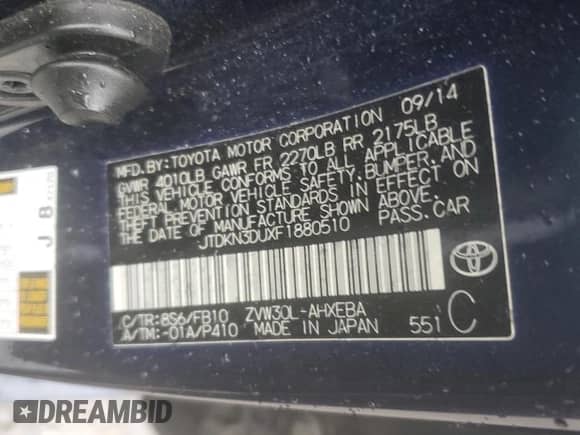 MFD.BY:TOYOTA MOTOR CORPORATION 09/14
GVWR 4010LB GAWR FR 2270LB RR 2175LB
THIS VEHICLE CONFORMS TO ALL APPLICABLE
FEDERAL MOTOR VEHICLE SAFETY,BUMPER,AND
THEFT PREVENTION STANDARDS IN EFFECT ON
THE DATE OF MANUFACTURE SHOWN ABOVE.
JTDKN3DUXF1880510 PASS.CAR
C/TR:8S6/FB10 ZVW30L-AHXEBA
A/TM:-01A/P410 MADE IN JAPAN 551 C
J B
DREAMBID